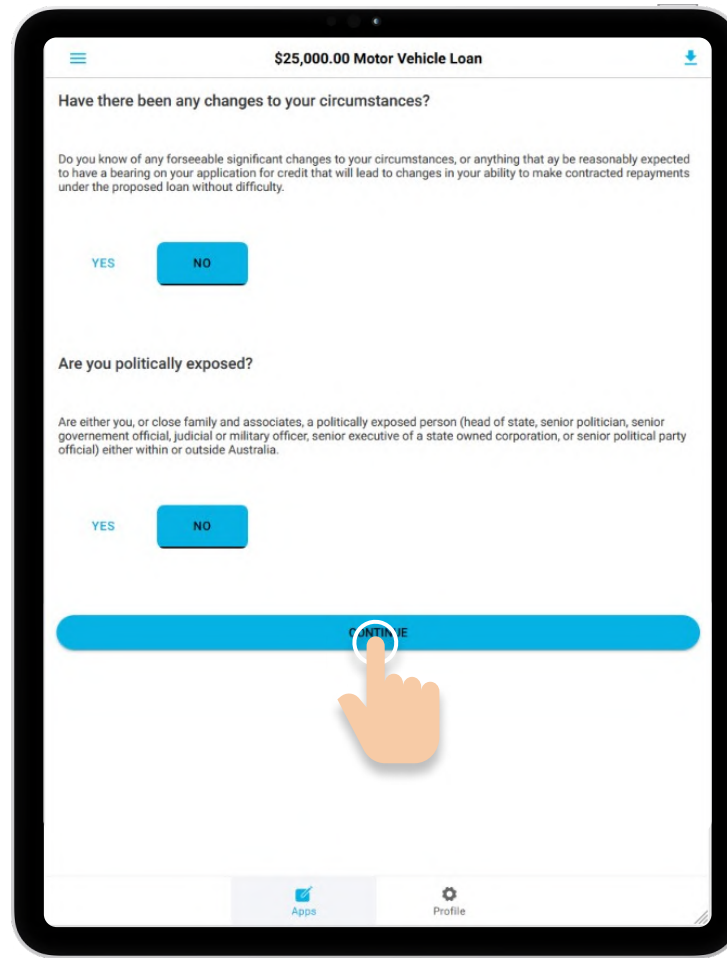 $25,000.00 Motor Vehicle Loan
Have there been any changes to your circumstances?
Do you know of any forseeable significant changes to your circumstances, or anything that ay be reasonably expected
to have a bearing on your application for credit that will lead to changes in your ability to make contracted repayments
under the proposed loan without difficulty.
YES NO
Are you politically exposed?
Are either you, or close family and associates, a politically exposed person (head of state, senior politician, senior
governement official, judicial or military officer, senior executive of a state owned corporation, or senior political party
official) either within or outside Australia.
YES NO
CONTINUE
Apps Profile